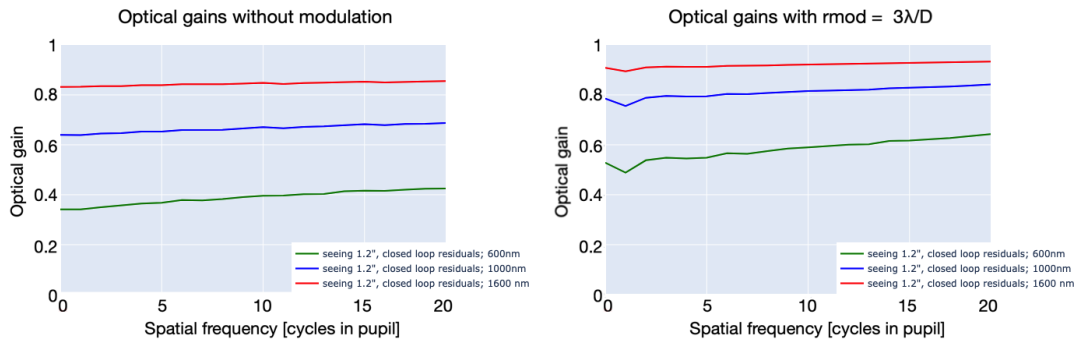 Optical gains without modulation
1
0.8
0.6
0.4
0.2
0
Optical gain
0
5
10
15
20
Spatial frequency [cycles in pupil]
seeing 1.2", closed loop residuals; 600nm
seeing 1.2", closed loop residuals; 1000nm
seeing 1.2", closed loop residuals; 1600 nm
Optical gains with rmod = 3λ/D
1
0.8
0.6
0.4
0.2
0
Optical gain
0
5
10
15
20
Spatial frequency [cycles in pupil]
seeing 1.2", closed loop residuals; 600nm
seeing 1.2", closed loop residuals; 1000nm
seeing 1.2", closed loop residuals; 1600 nm